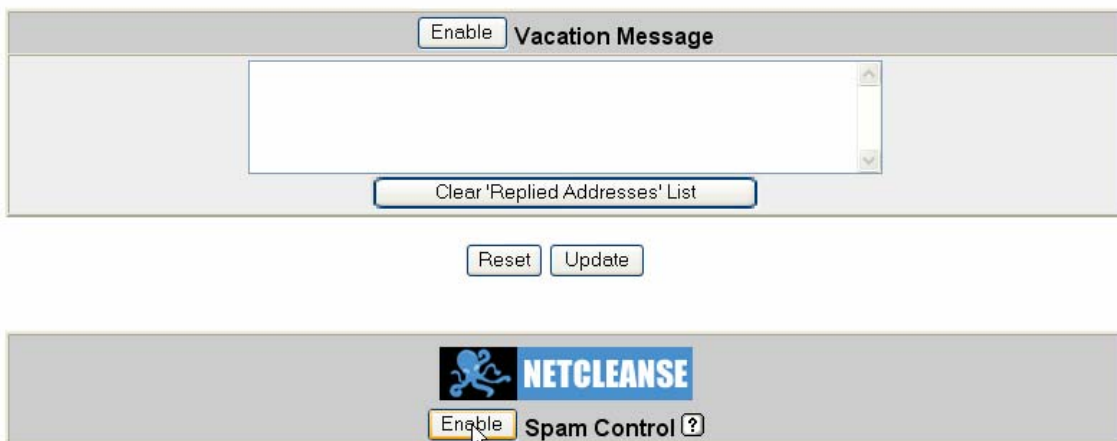 Enable Vacation Message
Clear 'Replied Addresses' List
Reset Update
NETCLEANSE
Enable Spam Control ?